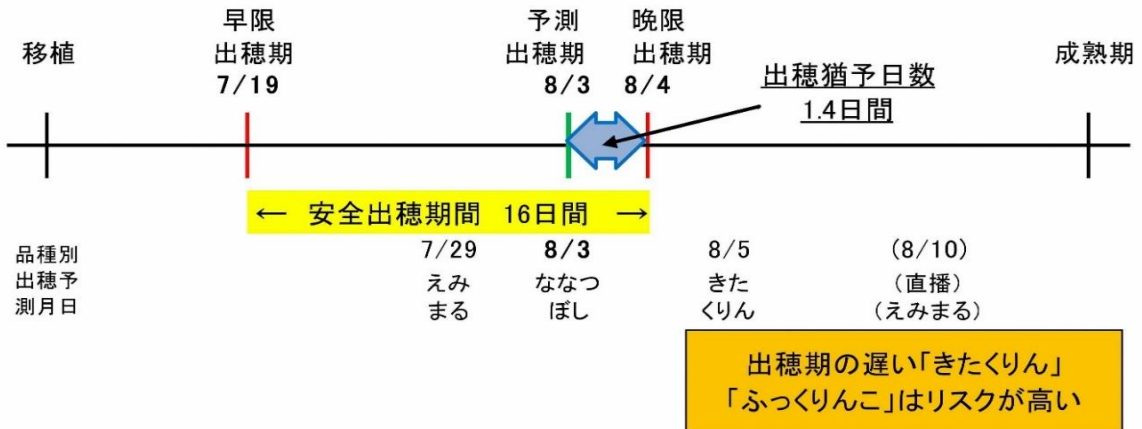 移植
早限
出穂期
7/19
予測
出穂期
8/3
晩限
出穂期
8/4
出穂猶予日数
1.4日間
成熟期
← 安全出穂期間 16日間 →
品種別
出穂予
測月日
7/29
えみ
まる
8/3
ななつ
ぼし
8/5
きた
くりん
(8/10)
(直播)
(えみまる)
出穂期の遅い「きたくりん」
「ふっくりんこ」はリスクが高い